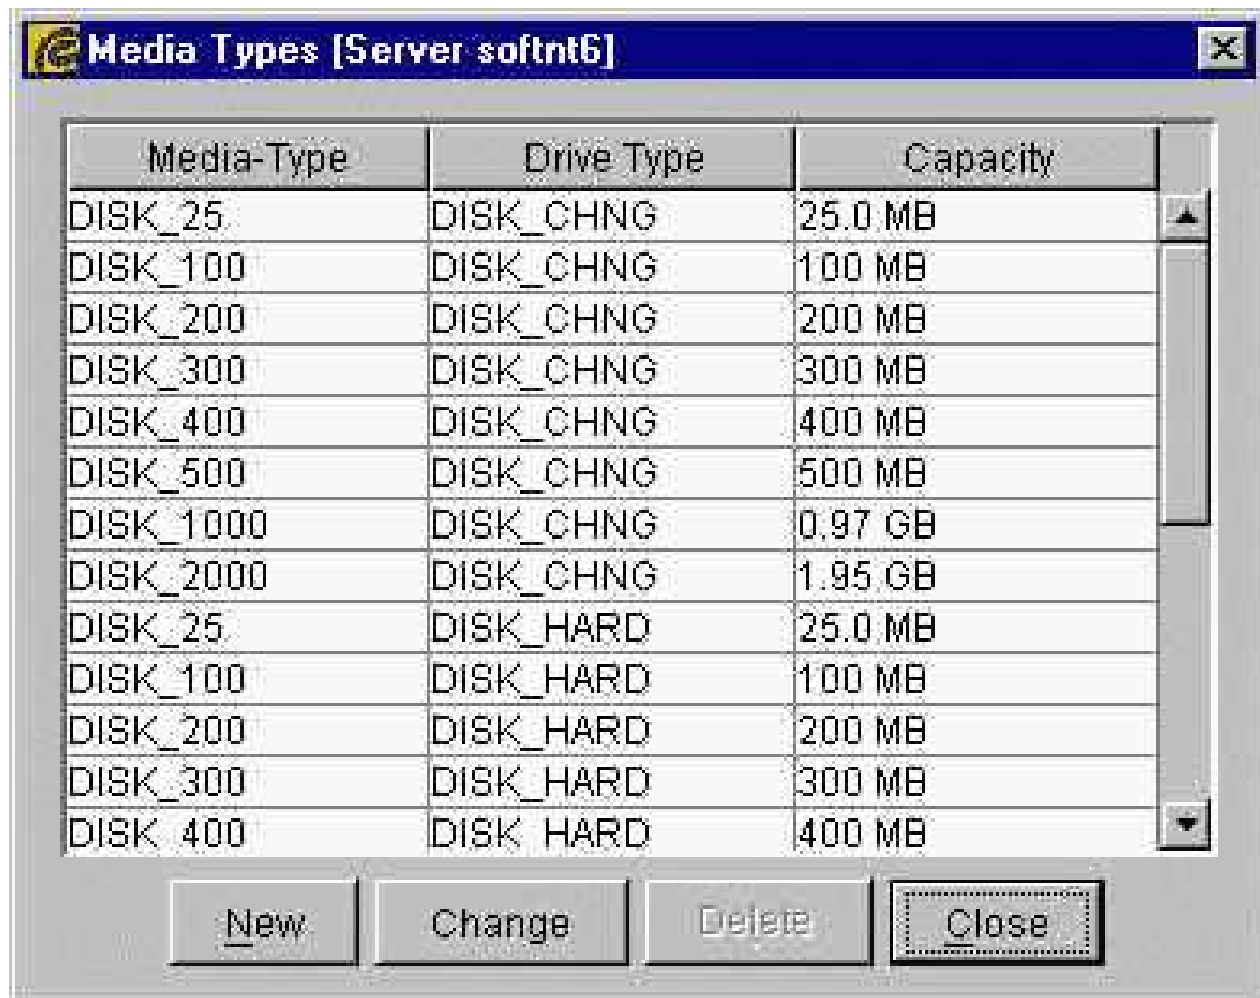 Media Types [Server softnt6]
Media-Type Drive Type Capacity
DISK_25 DISK_CHNG 25.0 MB
DISK_100 DISK_CHNG 100 MB
DISK_200 DISK_CHNG 200 MB
DISK_300 DISK_CHNG 300 MB
DISK_400 DISK_CHNG 400 MB
DISK_500 DISK_CHNG 500 MB
DISK_1000 DISK_CHNG 0.97 GB
DISK_2000 DISK_CHNG 1.95 GB
DISK_25 DISK_HARD 25.0 MB
DISK_100 DISK_HARD 100 MB
DISK_200 DISK_HARD 200 MB
DISK_300 DISK_HARD 300 MB
DISK_400 DISK_HARD 400 MB
New Change Delete Close